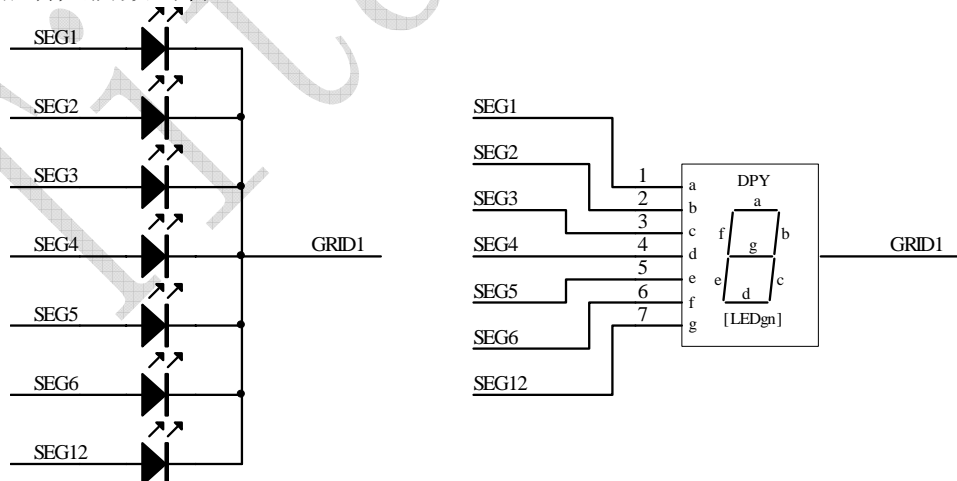 SEG1
SEG2
SEG3
SEG4
SEG5
SEG6
SEG12
GRID1
SEG1
SEG2
SEG3
SEG4
SEG5
SEG6
SEG12
1
2
3
4
5
6
7
a
b
c
d
e
f
g
DPY
a
f b
g
e c
d
[LEDgn]
GRID1